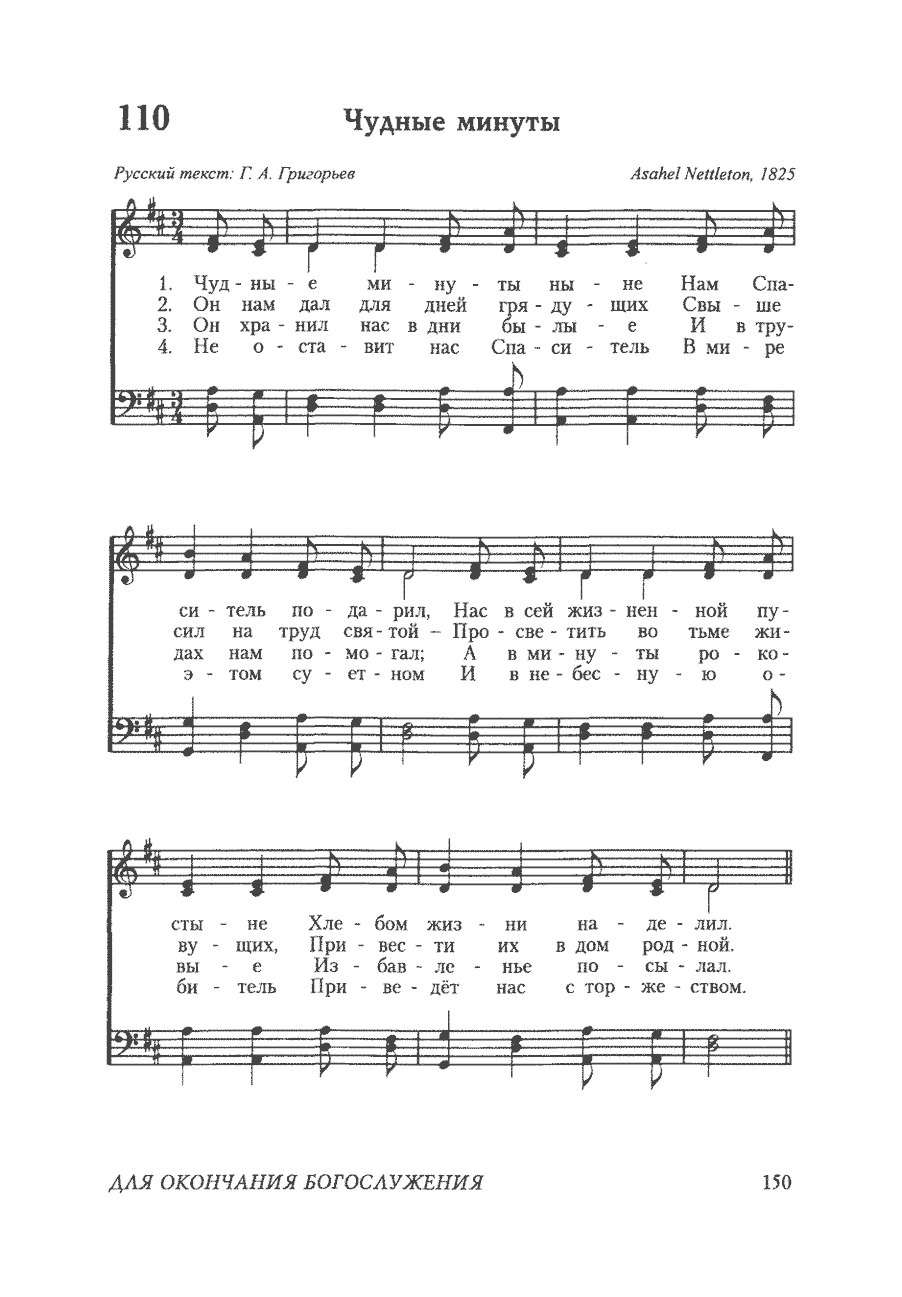 110 Чудные минуты
Русский текст: Г. А. Григорьев Asahel Nettleton, 1825
3
4
1. Чуд - ны - е ми - ну - ты ны - не Нам Спа-
2. Он нам дал для дней гря - ду - щих Свы - ше
3. Он хра - нил нас в дни бы - лы - е И в тру-
4. Не о - ста - вит нас Спа - си - тель В ми - ре
3
4
си - тель по - да - рил, Нас в сей жиз - нен - ной пу-
сил на труд свя - той – Про - све - тить во тьме жи-
дах нам по - мо - гал; А в ми - ну - ты ро - ко-
э - том су - ет - ном И в не - бес - ну - ю о-
сты - не Хле - бом жиз - ни на - де - лил.
ву - щих, При - вес - ти их в дом род - ной.
вы - е Из - бав - ле - нье по - сы - лал.
би - тель При - ве - дёт нас с тор - же - ством.
ДЛЯ ОКОНЧАНИЯ БОГОСЛУЖЕНИЯ 150